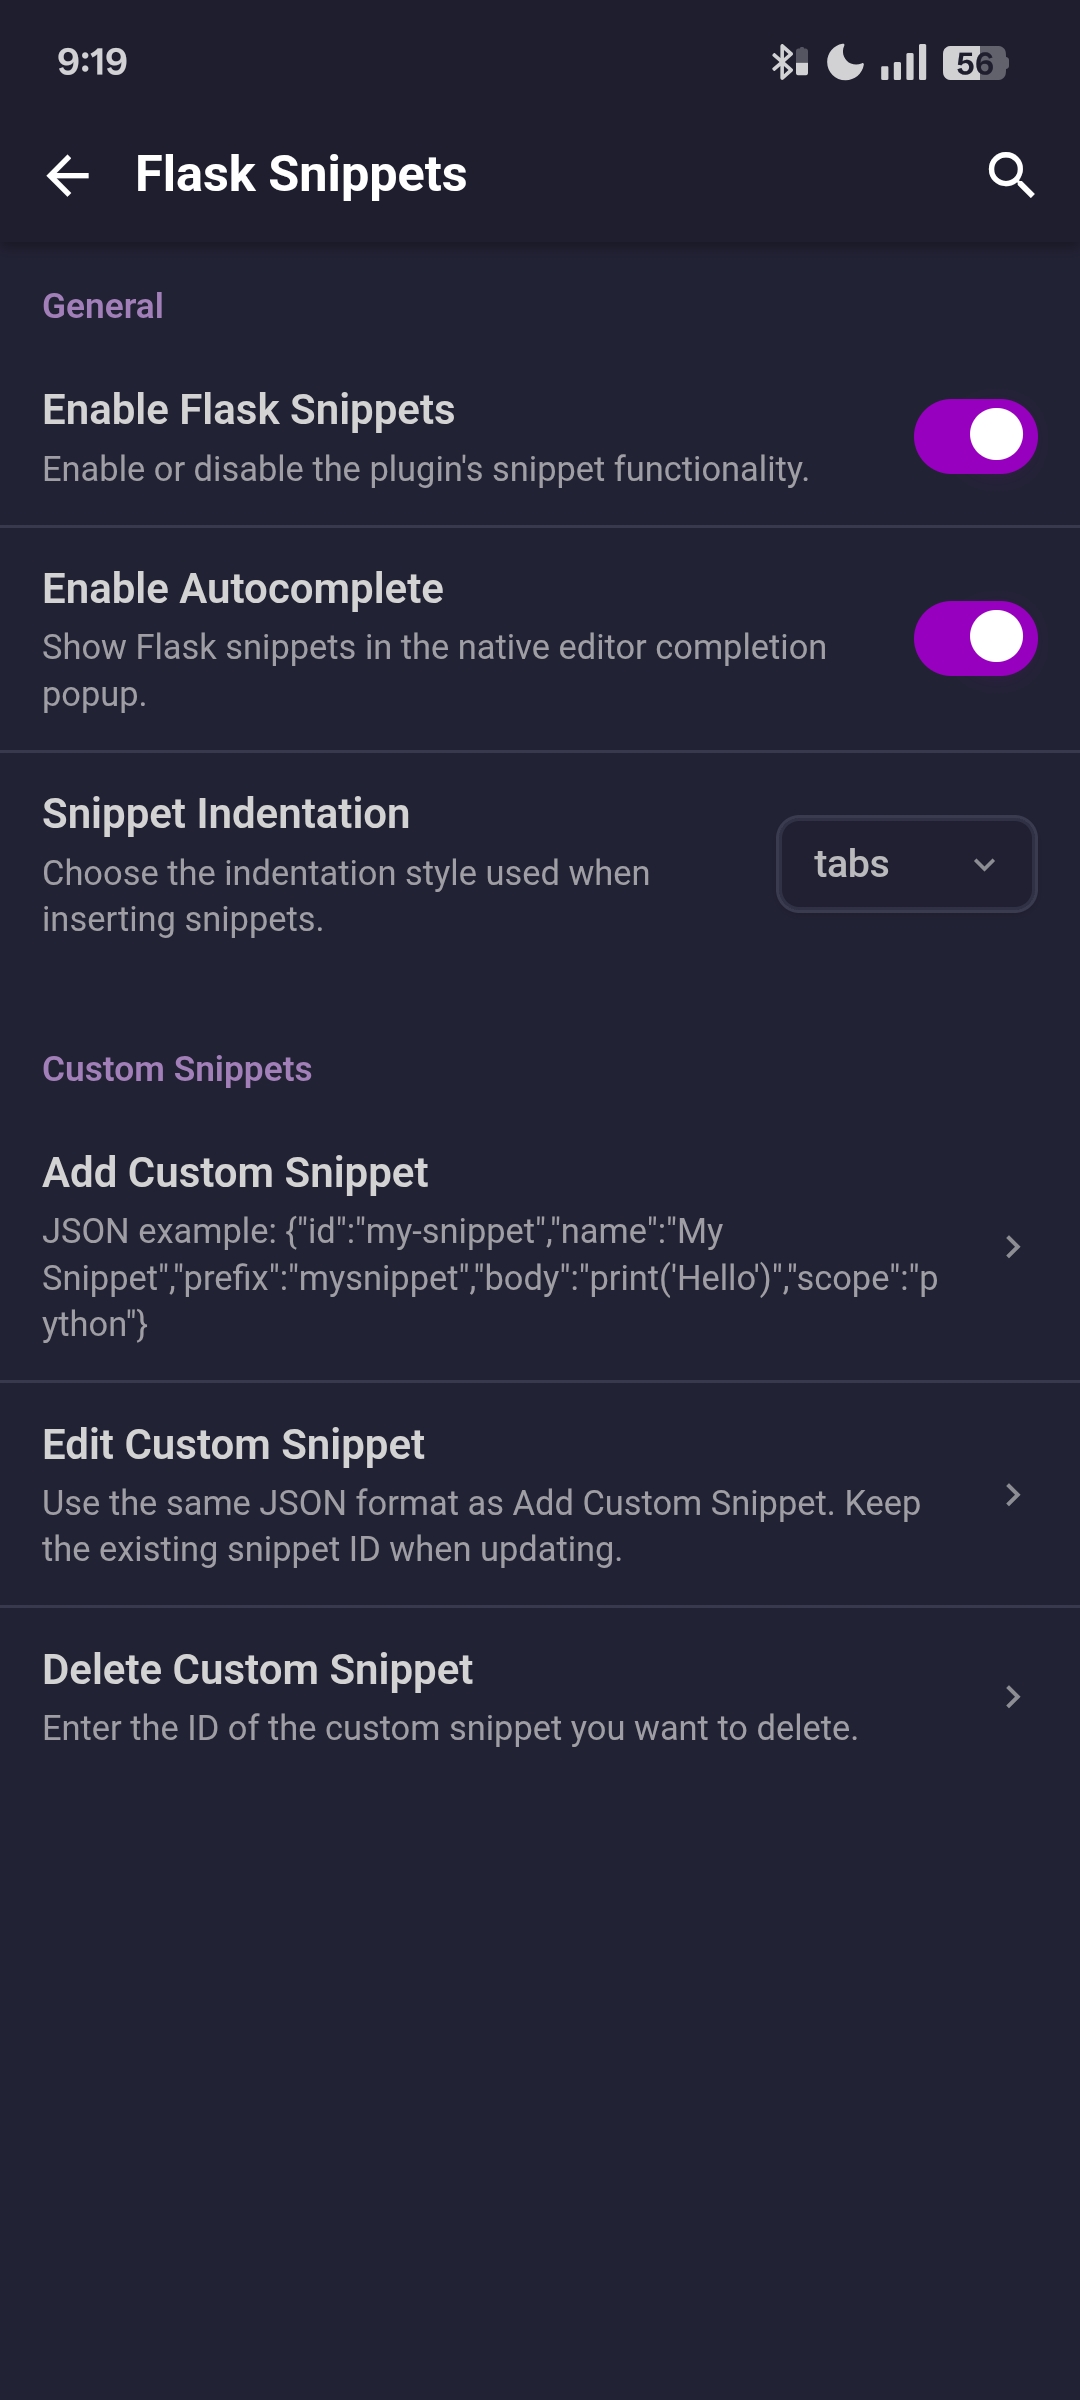 9:19
56
Flask Snippets
General
Enable Flask Snippets
Enable or disable the plugin's snippet functionality.
Enable Autocomplete
Show Flask snippets in the native editor completion
popup.
Snippet Indentation
Choose the indentation style used when
inserting snippets.
tabs
Custom Snippets
Add Custom Snippet
JSON example: {"id":"my-snippet","name":"My
Snippet","prefix":"mysnippet","body":"print('Hello')","scope":"p
ython"}
Edit Custom Snippet
Use the same JSON format as Add Custom Snippet. Keep
the existing snippet ID when updating.
Delete Custom Snippet
Enter the ID of the custom snippet you want to delete.